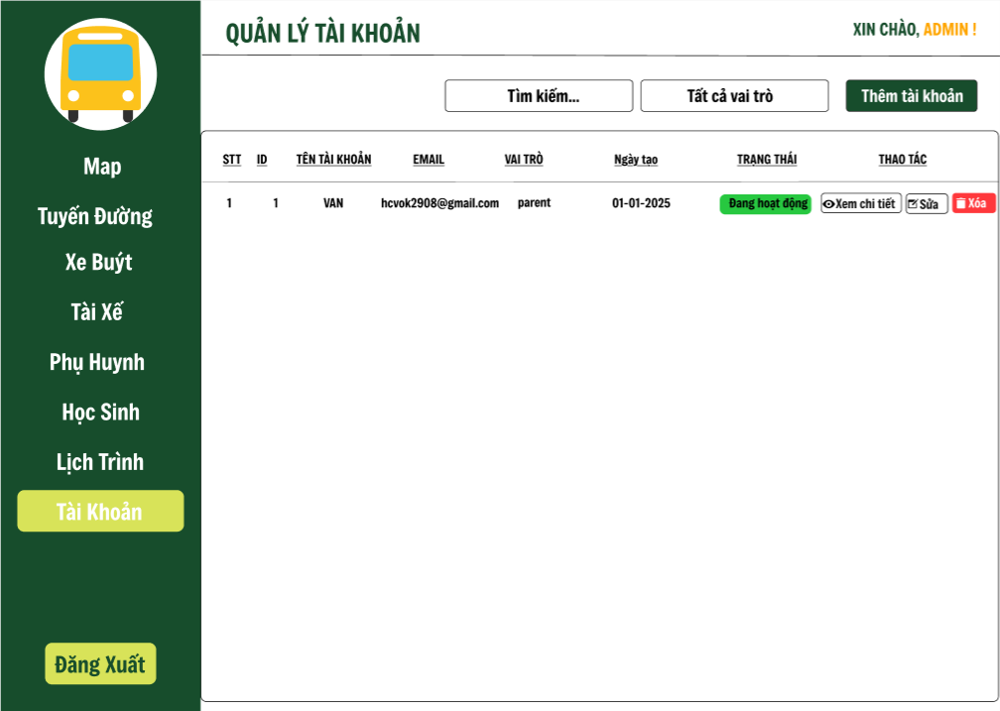 QUẢN LÝ TÀI KHOẢN
XIN CHÀO, ADMIN !
Tìm kiếm...
Tất cả vai trò
Thêm tài khoản
Map
Tuyến Đường
Xe Buýt
Tài Xế
Phụ Huynh
Học Sinh
Lịch Trình
Tài Khoản
Đăng Xuất
STT ID TÊN TÀI KHOẢN EMAIL VAI TRÒ Ngày tạo TRẠNG THÁI THAO TÁC
1 1 VAN hcvok2908@gmail.com parent 01-01-2025 Đang hoạt động Xem chi tiết Sửa Xóa